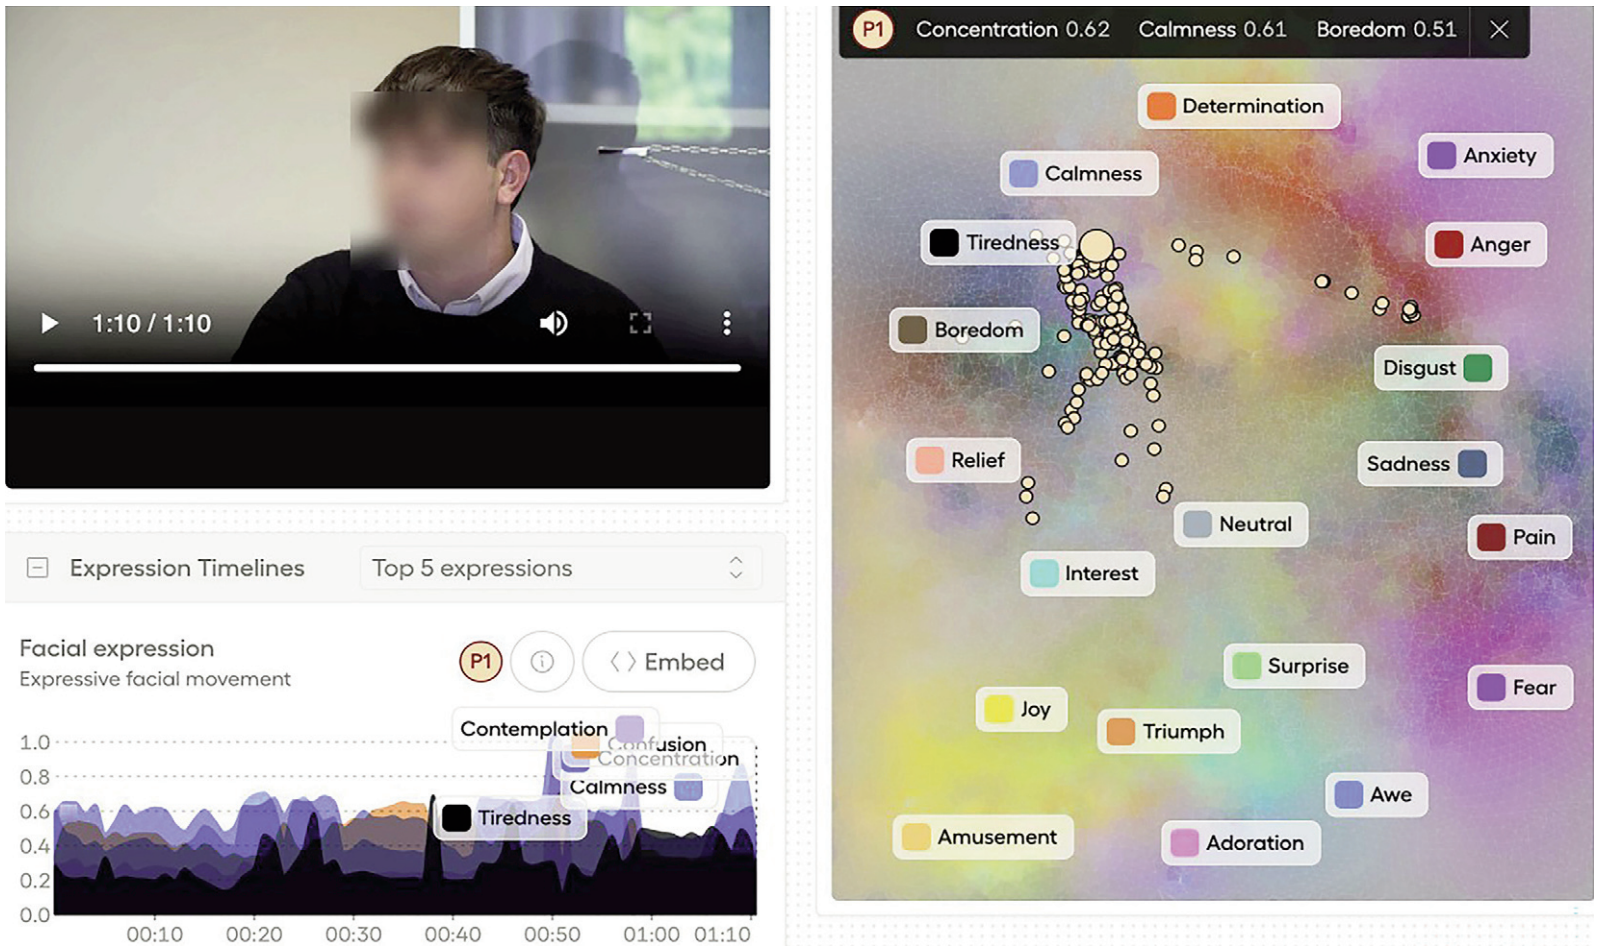 1:10 / 1:10
Expression Timelines
Top 5 expressions
Facial expression
Expressive facial movement
P1
Embed
Contemplation
Confusion
Concentration
Calmness
Tiredness
1.0
0.8
0.6
0.4
0.2
0.0
00:10 00:20 00:30 00:40 00:50 01:00 01:10
P1 Concentration 0.62 Calmness 0.61 Boredom 0.51
Determination
Anxiety
Calmness
Tiredness
Anger
Boredom
Disgust
Relief
Sadness
Neutral
Pain
Interest
Surprise
Fear
Joy
Triumph
Awe
Amusement
Adoration